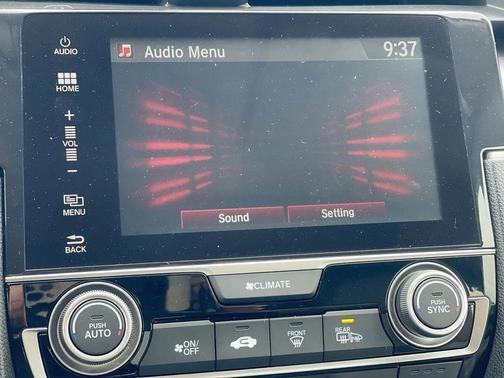 Audio Menu
9:37
AUDIO
HOME
+
VOL
−
MENU
BACK
Sound
Setting
CLIMATE
PUSH
AUTO
ON/
OFF
FRONT
REAR
PUSH
SYNC